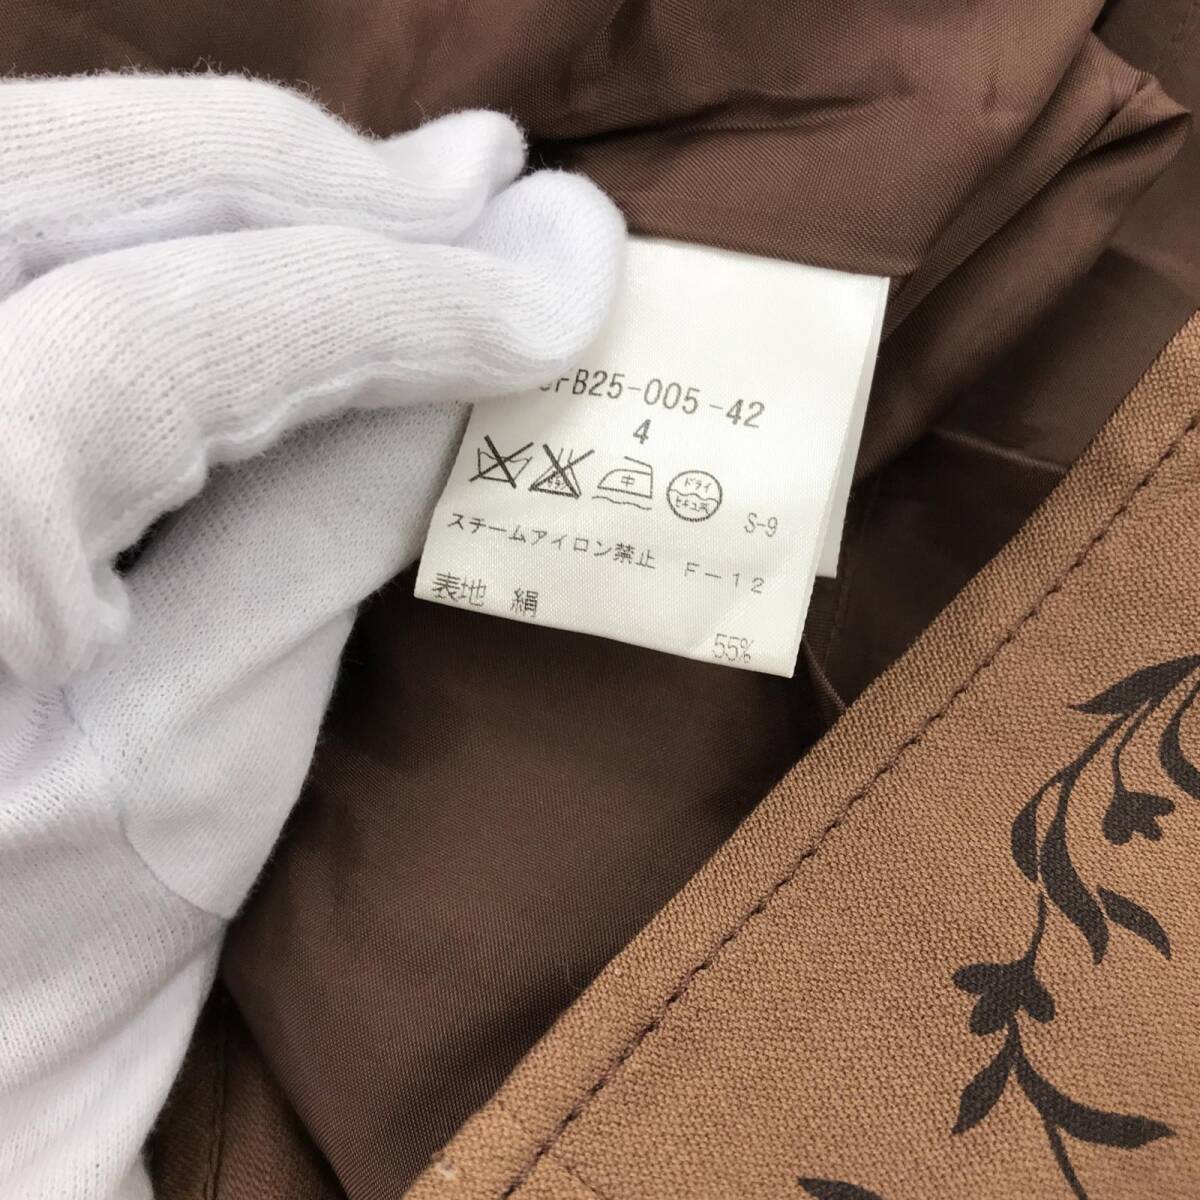 FB25-005-42
4
中 ドライ セキユ系 S-9
スチームアイロン禁止 F-12
表地 絹 55%